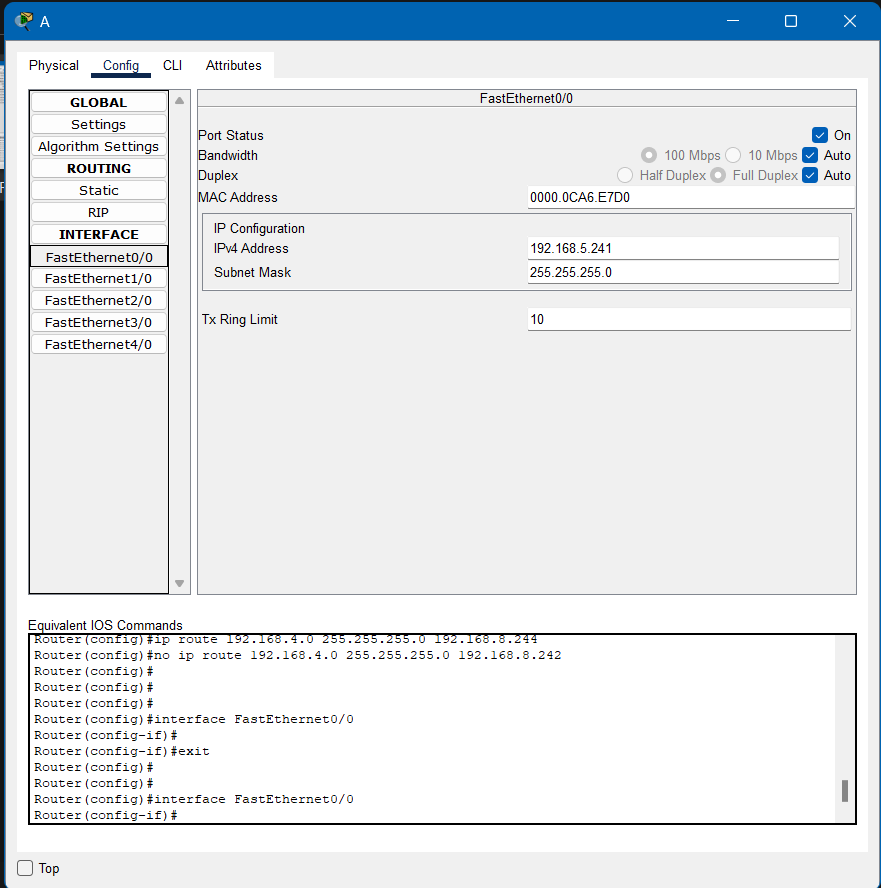 A
Physical Config CLI Attributes
GLOBAL
Settings
Algorithm Settings
ROUTING
Static
RIP
INTERFACE
FastEthernet0/0
FastEthernet1/0
FastEthernet2/0
FastEthernet3/0
FastEthernet4/0
FastEthernet0/0
Port Status On
Bandwidth 100 Mbps 10 Mbps Auto
Duplex Half Duplex Full Duplex Auto
MAC Address 0000.0CA6.E7D0
IP Configuration
IPv4 Address 192.168.5.241
Subnet Mask 255.255.255.0
Tx Ring Limit 10
Equivalent IOS Commands
Router(config)#ip route 192.168.4.0 255.255.255.0 192.168.8.244
Router(config)#no ip route 192.168.4.0 255.255.255.0 192.168.8.242
Router(config)#
Router(config)#
Router(config)#
Router(config)#interface FastEthernet0/0
Router(config-if)#
Router(config-if)#exit
Router(config)#
Router(config)#
Router(config)#interface FastEthernet0/0
Router(config-if)#
Top